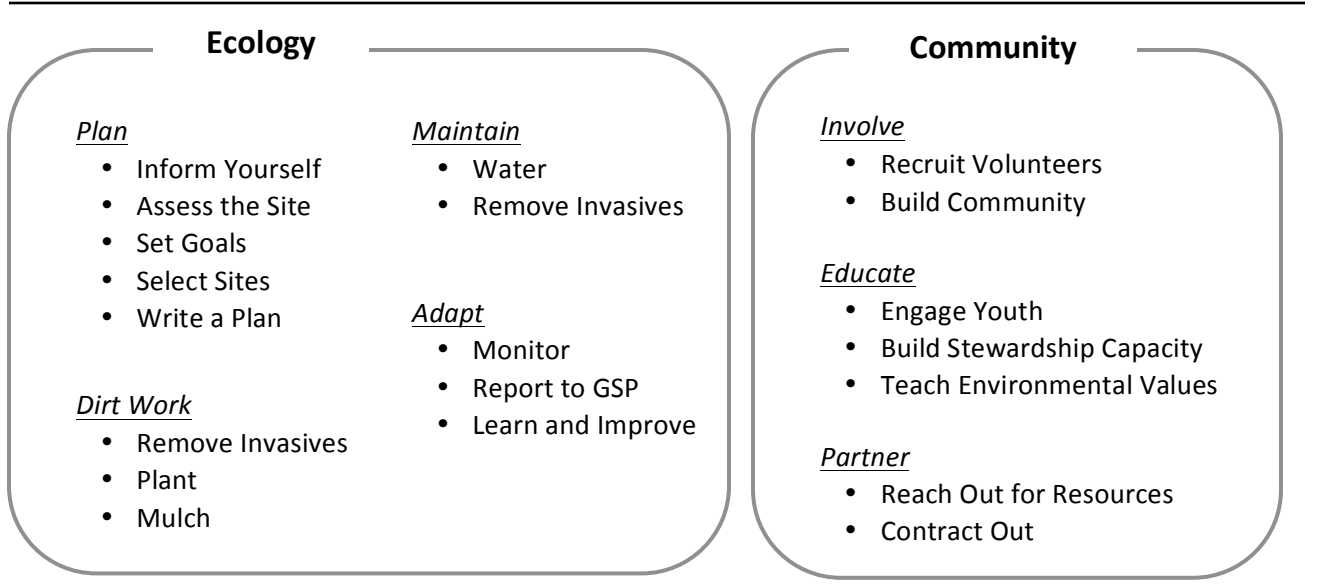 Ecology
Plan
• Inform Yourself
• Assess the Site
• Set Goals
• Select Sites
• Write a Plan
Dirt Work
• Remove Invasives
• Plant
• Mulch
Maintain
• Water
• Remove Invasives
Adapt
• Monitor
• Report to GSP
• Learn and Improve
Community
Involve
• Recruit Volunteers
• Build Community
Educate
• Engage Youth
• Build Stewardship Capacity
• Teach Environmental Values
Partner
• Reach Out for Resources
• Contract Out